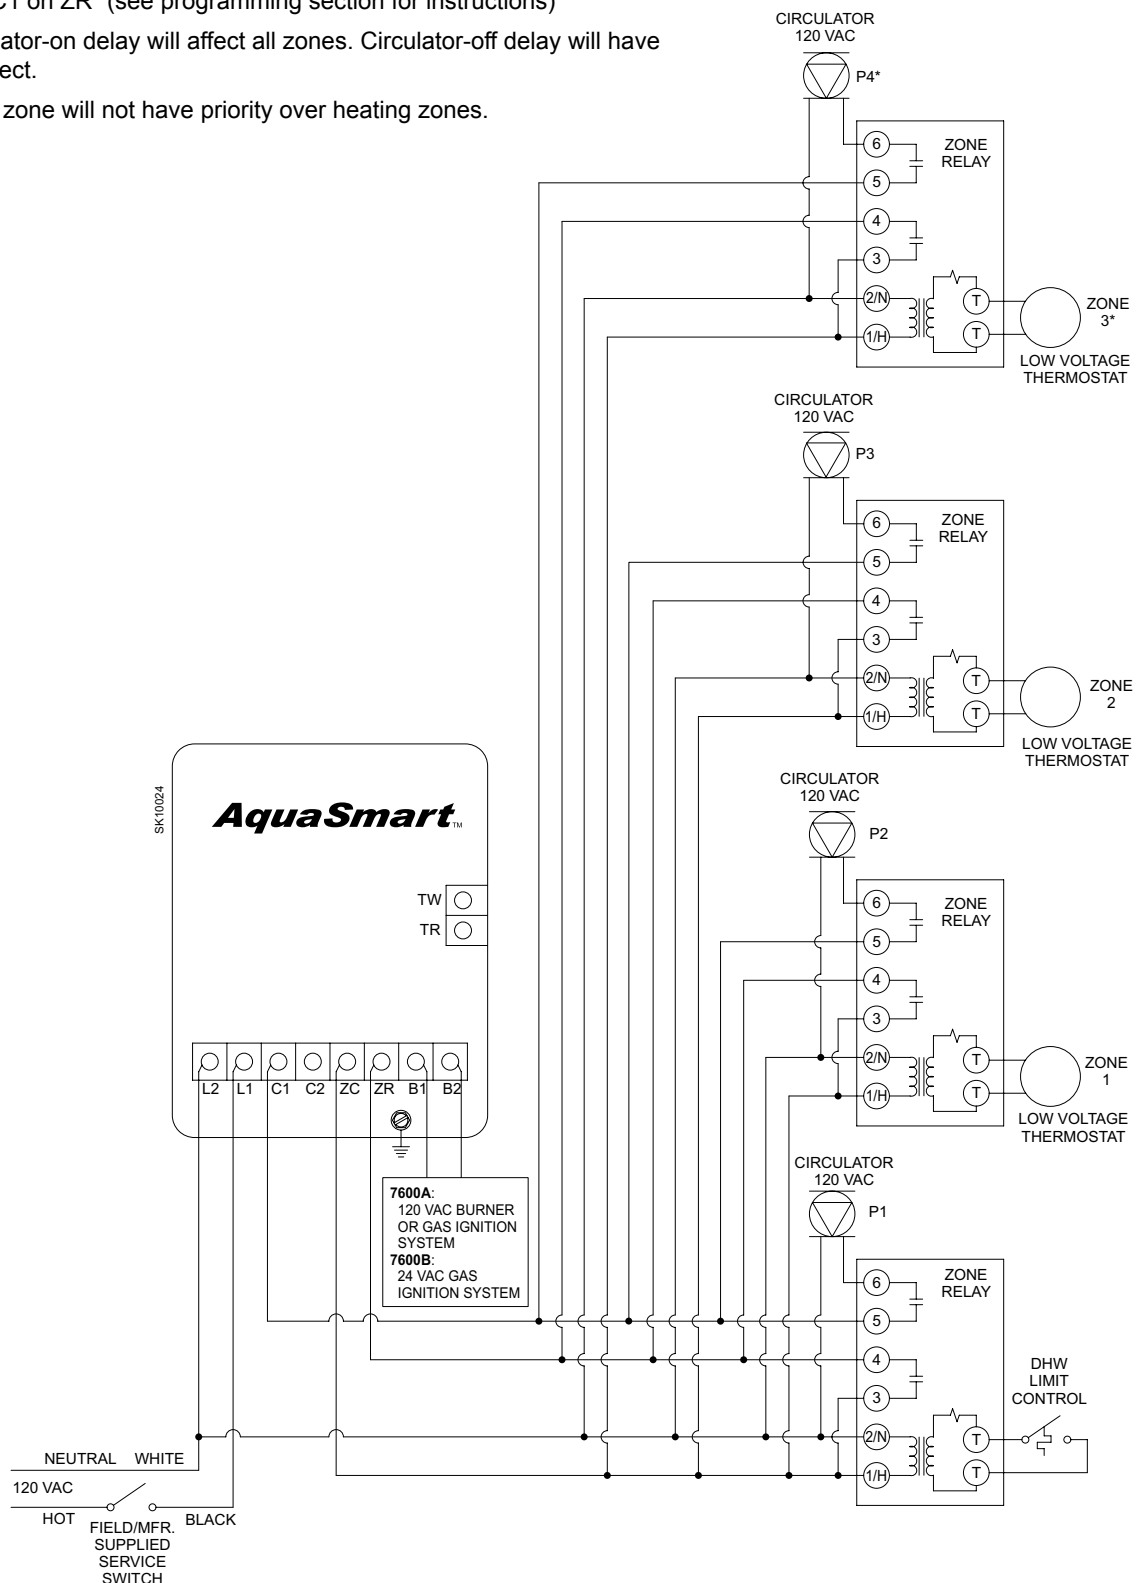 C1 on ZR" (see programming section for instructions)
ator-on delay will affect all zones. Circulator-off delay will have
ect.
zone will not have priority over heating zones.
CIRCULATOR
120 VAC
P4*
6
5
4
3
2/N
1/H
ZONE
RELAY
T
T
ZONE
3*
LOW VOLTAGE
THERMOSTAT
CIRCULATOR
120 VAC
P3
6
5
4
3
2/N
1/H
ZONE
RELAY
T
T
ZONE
2
LOW VOLTAGE
THERMOSTAT
CIRCULATOR
120 VAC
P2
6
5
4
3
2/N
1/H
ZONE
RELAY
T
T
ZONE
1
LOW VOLTAGE
THERMOSTAT
CIRCULATOR
120 VAC
P1
6
5
4
3
2/N
1/H
ZONE
RELAY
T
T
DHW
LIMIT
CONTROL
SK10024
AquaSmart™
TW
TR
L2 L1 C1 C2 ZC ZR B1 B2
7600A:
120 VAC BURNER
OR GAS IGNITION
SYSTEM
7600B:
24 VAC GAS
IGNITION SYSTEM
NEUTRAL WHITE
120 VAC
HOT
BLACK
FIELD/MFR.
SUPPLIED
SERVICE
SWITCH